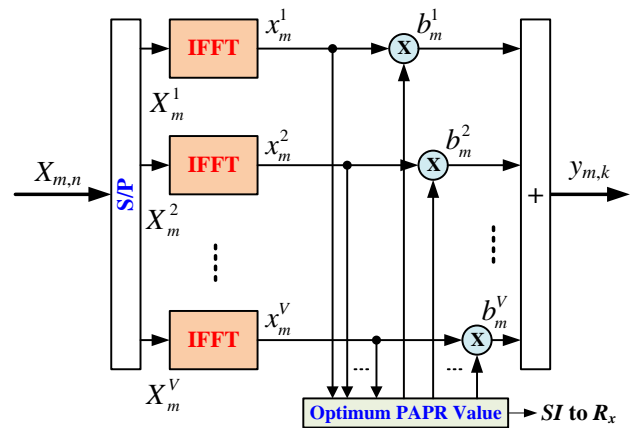 IFFT
x_m^1
X
b_m^1
X_m^1
X_{m,n}
S/P
IFFT
x_m^2
X
b_m^2
X_m^2
+
y_{m,k}
IFFT
x_m^V
X
b_m^V
X_m^V
...
...
Optimum PAPR Value
SI to R_x